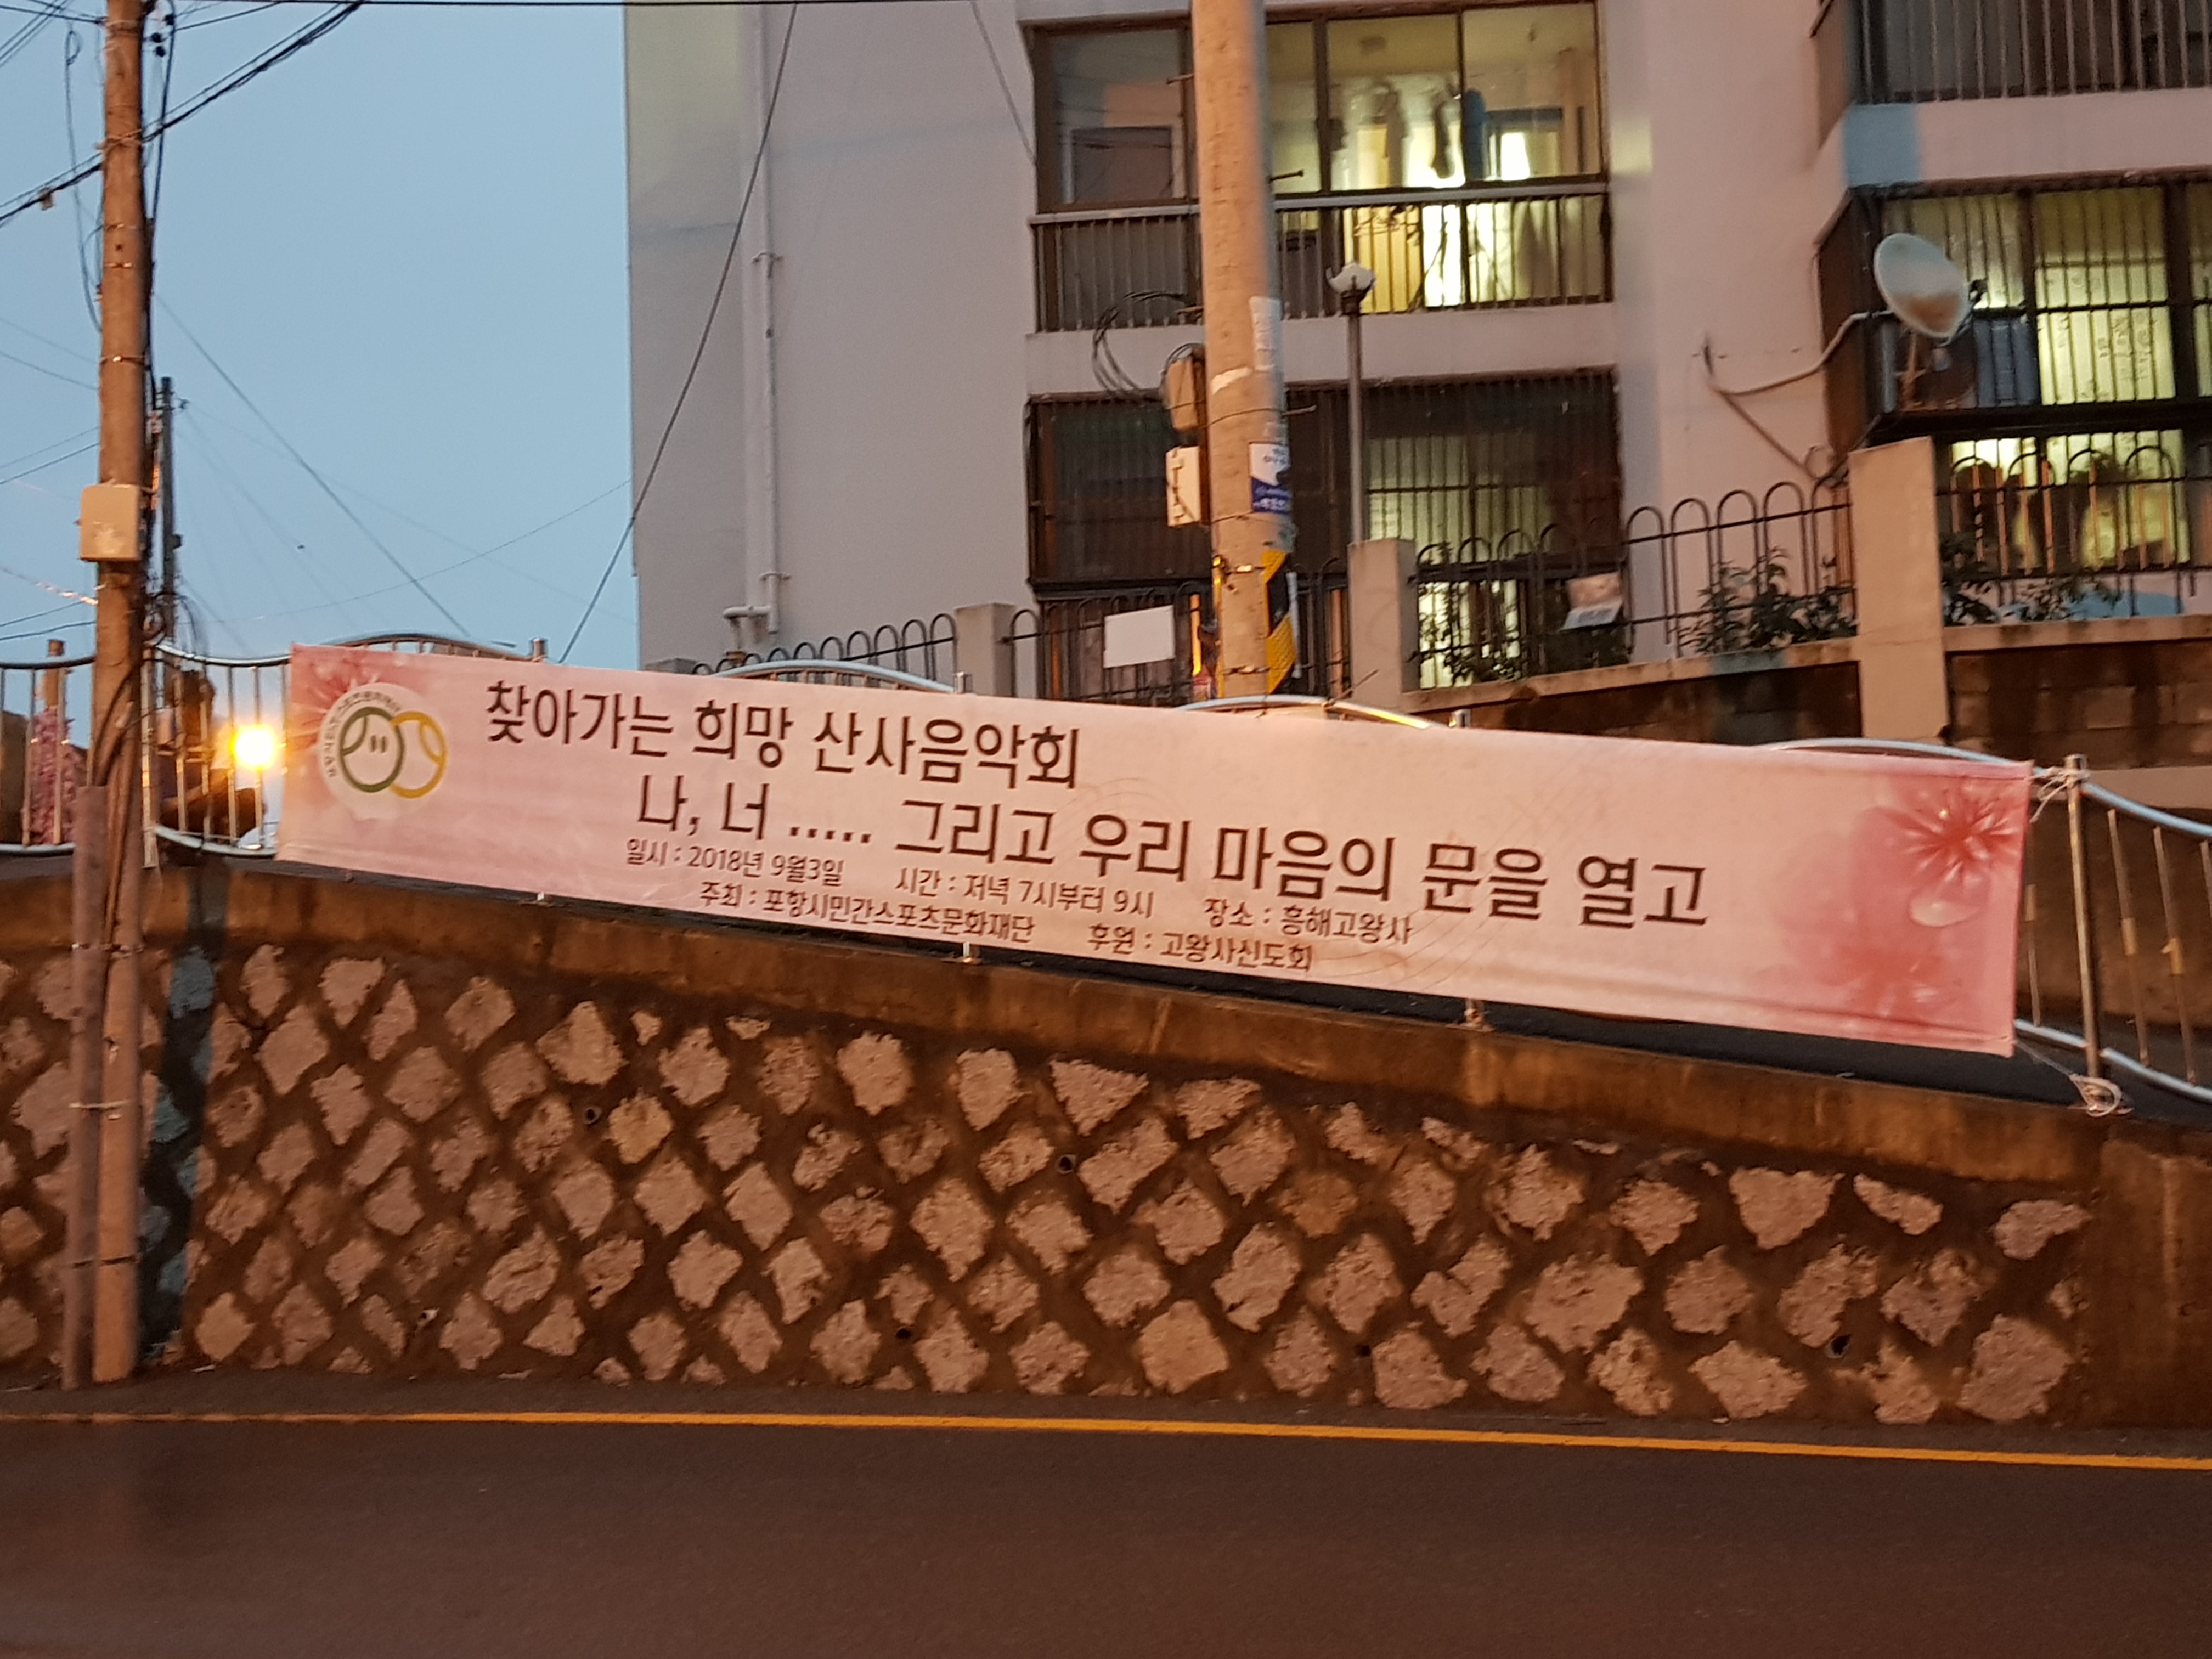 찾아가는 희망 산사음악회
나, 너 ..... 그리고 우리 마음의 문을 열고
일시 : 2018년 9월3일 시간 : 저녁 7시부터 9시 장소 : 흥해고왕사
주최 : 포항시민간스포츠문화재단 후원 : 고왕사신도회